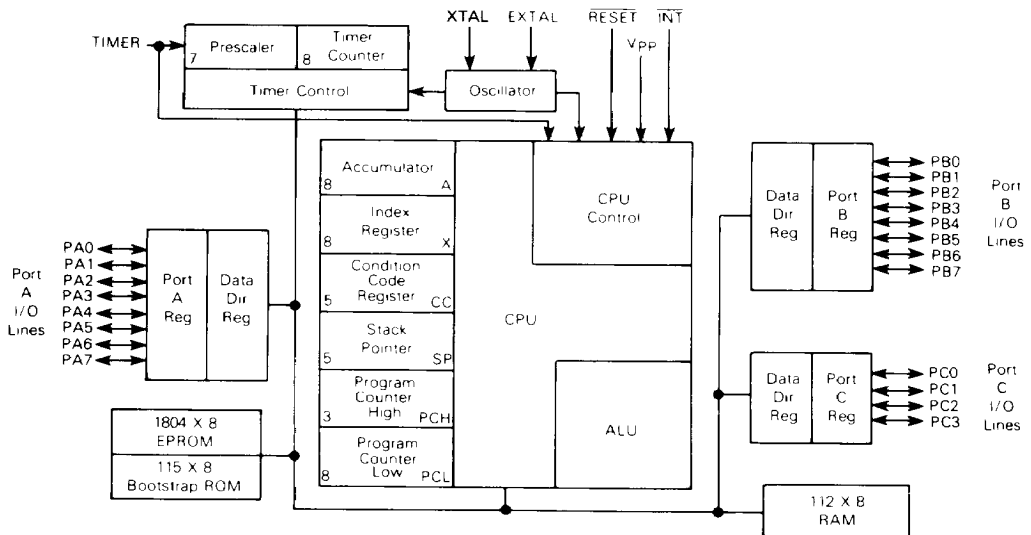 XTAL EXTAL RESET INT
VPP
TIMER
7 Prescaler
8 Timer
Counter
Timer Control
Oscillator
8 Accumulator A
Index
8 Register X
Condition
Code
5 Register CC
Stack
5 Pointer SP
Program
Counter
3 High PCH
Program
Counter
8 Low PCL
CPU
CPU
Control
ALU
Port
A
I/O
Lines
PA0
PA1
PA2
PA3
PA4
PA5
PA6
PA7
Port
A
Reg
Data
Dir
Reg
1804 X 8
EPROM
115 X 8
Bootstrap ROM
Data
Dir
Reg
Port
B
Reg
PB0
PB1
PB2
PB3
PB4
PB5
PB6
PB7
Port
B
I/O
Lines
Data
Dir
Reg
Port
C
Reg
PC0
PC1
PC2
PC3
Port
C
I/O
Lines
112 X 8
RAM